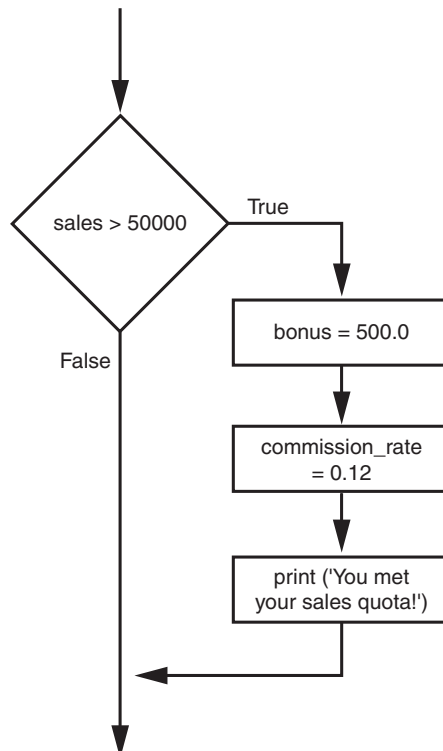 sales > 50000
True
bonus = 500.0
False
commission_rate
= 0.12
print ('You met
your sales quota!')